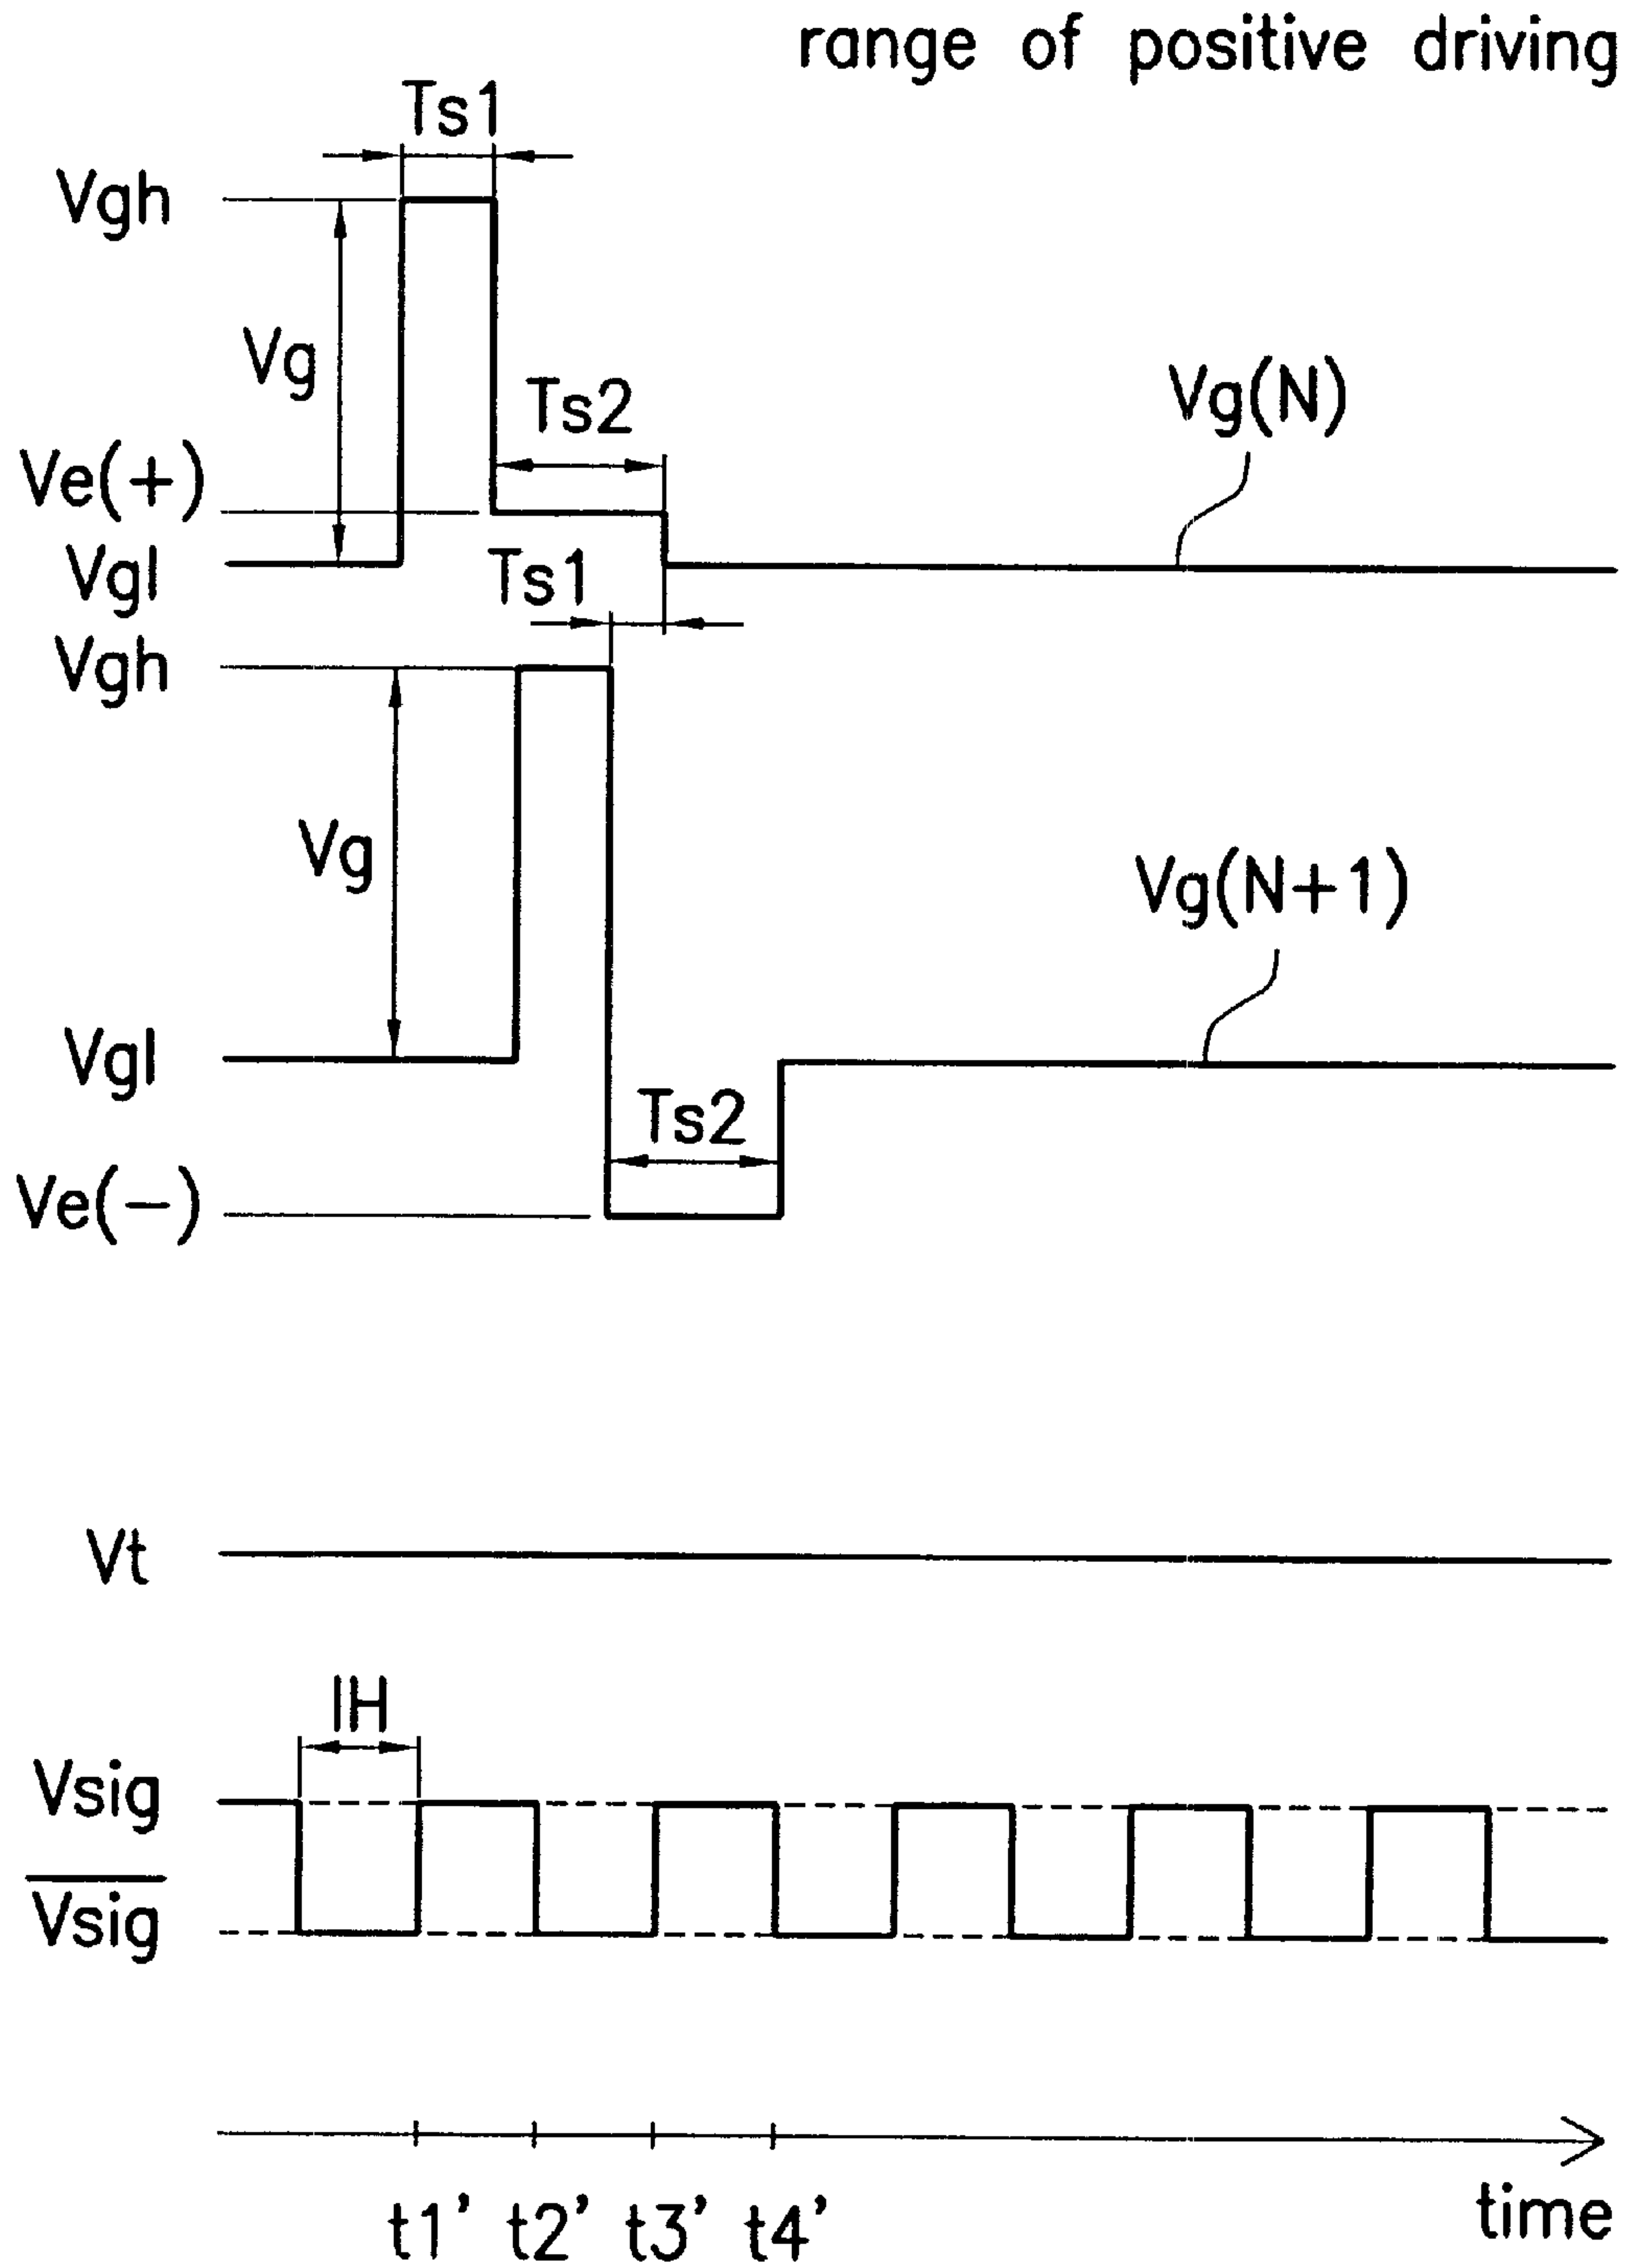 range of positive driving
Ts1
Vgh
Vg
Ts2
Vg(N)
Ve(+)
Vgl
Ts1
Vgh
Vg
Vg(N+1)
Vgl
Ts2
Ve(-)
Vt
IH
Vsig
V̅s̅i̅g̅
t1' t2' t3' t4'
time